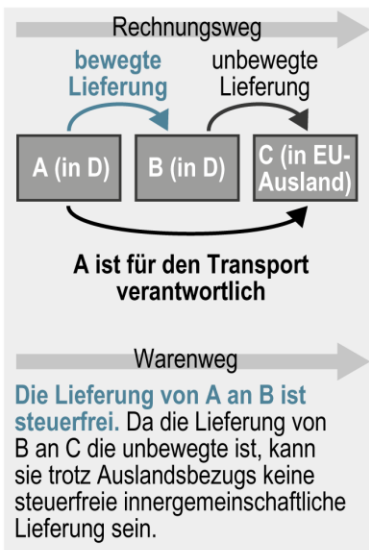 Rechnungsweg
bewegte
Lieferung
unbewegte
Lieferung
A (in D)
B (in D)
C (in EU-
Ausland)
A ist für den Transport
verantwortlich
Warenweg
Die Lieferung von A an B ist
steuerfrei. Da die Lieferung von
B an C die unbewegte ist, kann
sie trotz Auslandsbezugs keine
steuerfreie innergemeinschaftliche
Lieferung sein.